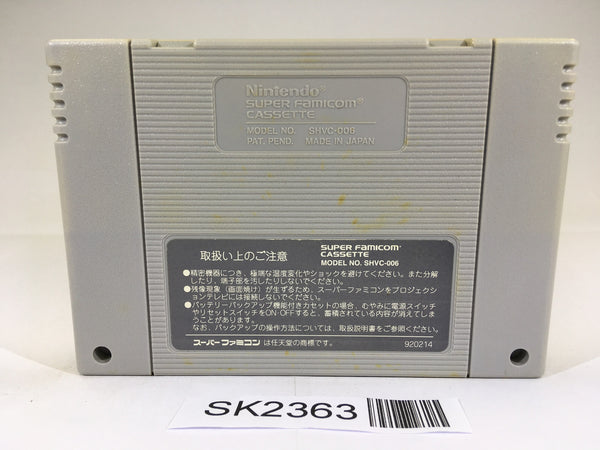 Nintendo®
SUPER FAMICOM®
CASSETTE
MODEL NO. SHVC-006
PAT. PEND. MADE IN JAPAN
取扱い上のご注意
SUPER FAMICOM®
CASSETTE
MODEL NO. SHVC-006
●精密機器につき、極端な温度変化やショックを避けてください。また分解
したり、端子部を汚したりしないでください。
●残像現象（画面焼け）が生ずるため、スーパーファミコンをプロジェクシ
ョンテレビには接続しないでください。
●バッテリーバックアップ機能付きカセットの場合、むやみに電源スイッチ
やリセットスイッチをON・OFFすると、蓄積されている内容が消えてしま
うことがあります。
なお、バックアップの操作方法については、取扱説明書をご参照ください。
スーパーファミコン は任天堂の商標です。
920214
SK2363